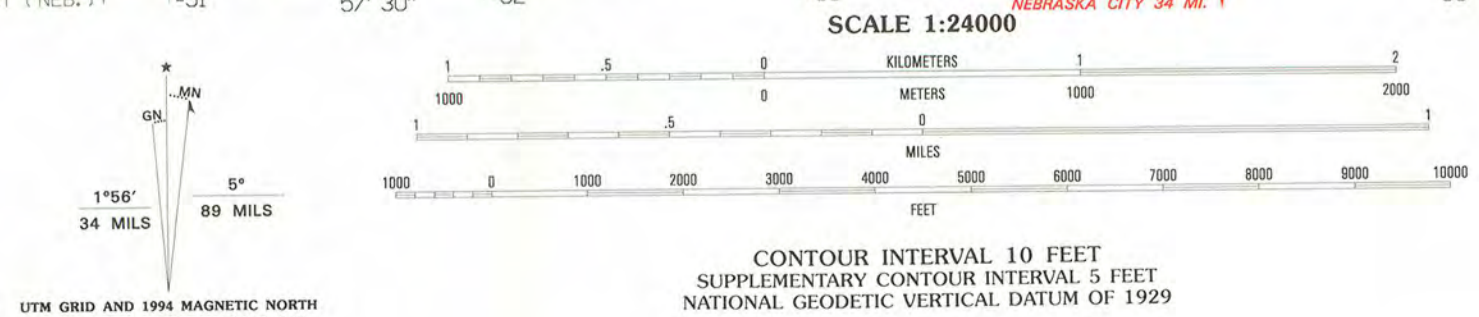 57' 30"
NEBRASKA CITY 34 MI.
SCALE 1:24000
1 .5 0 KILOMETERS 1 2
1000 0 METERS 1000 2000
1 .5 0 1
MILES
1000 0 1000 2000 3000 4000 5000 6000 7000 8000 9000 10000
FEET
★
MN
GN
1°56′
34 MILS
5°
89 MILS
UTM GRID AND 1994 MAGNETIC NORTH
CONTOUR INTERVAL 10 FEET
SUPPLEMENTARY CONTOUR INTERVAL 5 FEET
NATIONAL GEODETIC VERTICAL DATUM OF 1929